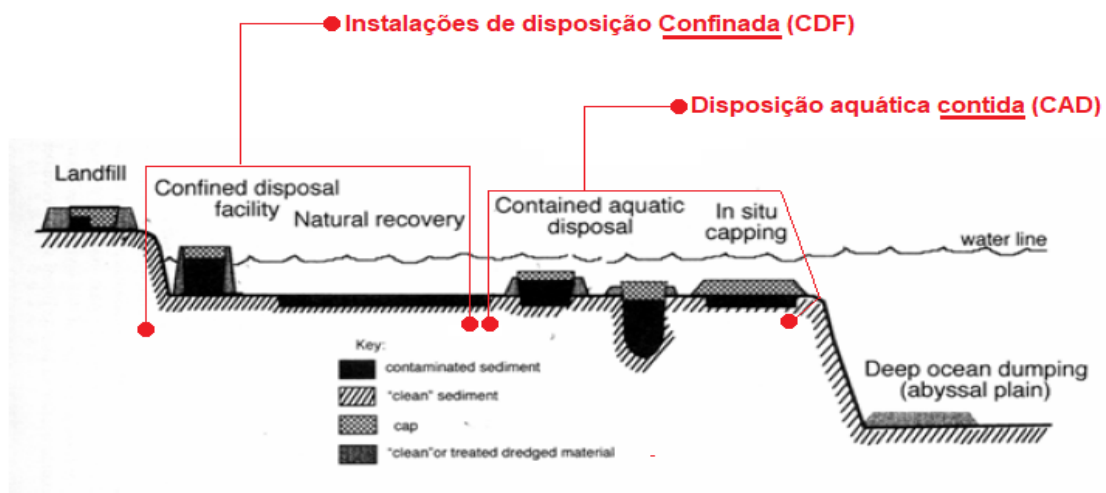 Instalações de disposição Confinada (CDF)
Disposição aquática contida (CAD)
Landfill
Confined disposal
facility
Natural recovery
Contained aquatic
disposal
In situ
capping
water line
Key:
contaminated sediment
"clean" sediment
cap
"clean"or treated dredged material
Deep ocean dumping
(abyssal plain)